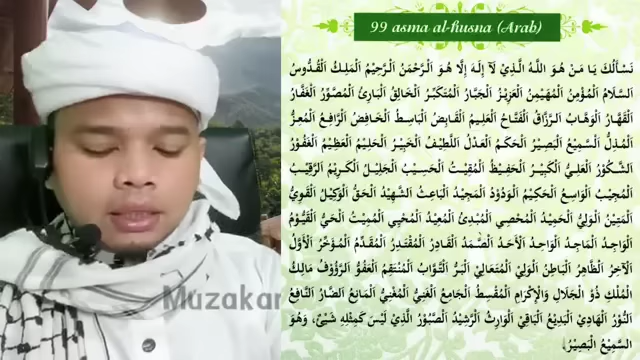 99 asma al-husna (Arab)
نَسْأَلُكَ يَا مَنْ هُوَ اللهُ الَّذِيْ لَآ إِلٰهَ إِلَّا هُوَ الرَّحْمٰنُ الرَّحِيْمُ الْمَلِكُ الْقُدُّوْسُ
السَّلَامُ الْمُؤْمِنُ الْمُهَيْمِنُ الْعَزِيْزُ الْجَبَّارُ الْمُتَكَبِّرُ الْخَالِقُ الْبَارِئُ الْمُصَوِّرُ الْغَفَّارُ
الْقَهَّارُ الْوَهَّابُ الرَّزَّاقُ الْفَتَّاحُ الْعَلِيمُ الْقَابِضُ الْبَاسِطُ الْخَافِضُ الرَّافِعُ الْمُعِزُّ
الْمُذِلُّ السَّمِيْعُ الْبَصِيْرُ الْحَكَمُ الْعَدْلُ اللَّطِيْفُ الْخَبِيْرُ الْحَلِيْمُ الْعَظِيْمُ الْغَفُوْرُ
الشَّكُوْرُ الْعَلِيُّ الْكَبِيْرُ الْحَفِيْظُ الْمُقِيْتُ الْحَسِيْبُ الْجَلِيْلُ الْكَرِيْمُ الرَّقِيْبُ
الْمُجِيْبُ الْوَاسِعُ الْحَكِيْمُ الْوَدُوْدُ الْمَجِيْدُ الْبَاعِثُ الشَّهِيْدُ الْحَقُّ الْوَكِيْلُ الْقَوِيُّ
الْمَتِيْنُ الْوَلِيُّ الْحَمِيْدُ الْمُحْصِي الْمُبْدِئُ الْمُعِيْدُ الْمُحْيِي الْمُمِيْتُ الْحَيُّ الْقَيُّوْمُ
الْوَاجِدُ الْمَاجِدُ الْوَاحِدُ الْأَحَدُ الصَّمَدُ الْقَادِرُ الْمُقْتَدِرُ الْمُقَدِّمُ الْمُؤَخِّرُ الْأَوَّلُ
الْآخِرُ الظَّاهِرُ الْبَاطِنُ الْوَلِيْ الْمُتَعَالِيْ الْبَرُّ التَّوَّابُ الْمُنْتَقِمُ الْعَفُوُّ الرَّؤُوْفُ مَالِكُ
الْمُلْكِ ذُو الْجَلَالِ وَالْإِكْرَامِ الْمُقْسِطُ الْجَامِعُ الْغَنِيُّ الْمُغْنِيُّ الْمَانِعُ الضَّارُّ النَّافِعُ
النُّوْرُ الْهَادِيْ الْبَدِيْعُ الْبَاقِيْ الْوَارِثُ الرَّشِيْدُ الصَّبُوْرُ الَّذِيْ لَيْسَ كَمِثْلِهِ شَيْءٌ، وَهُوَ
السَّمِيْعُ الْبَصِيْرُ.
Muzakar